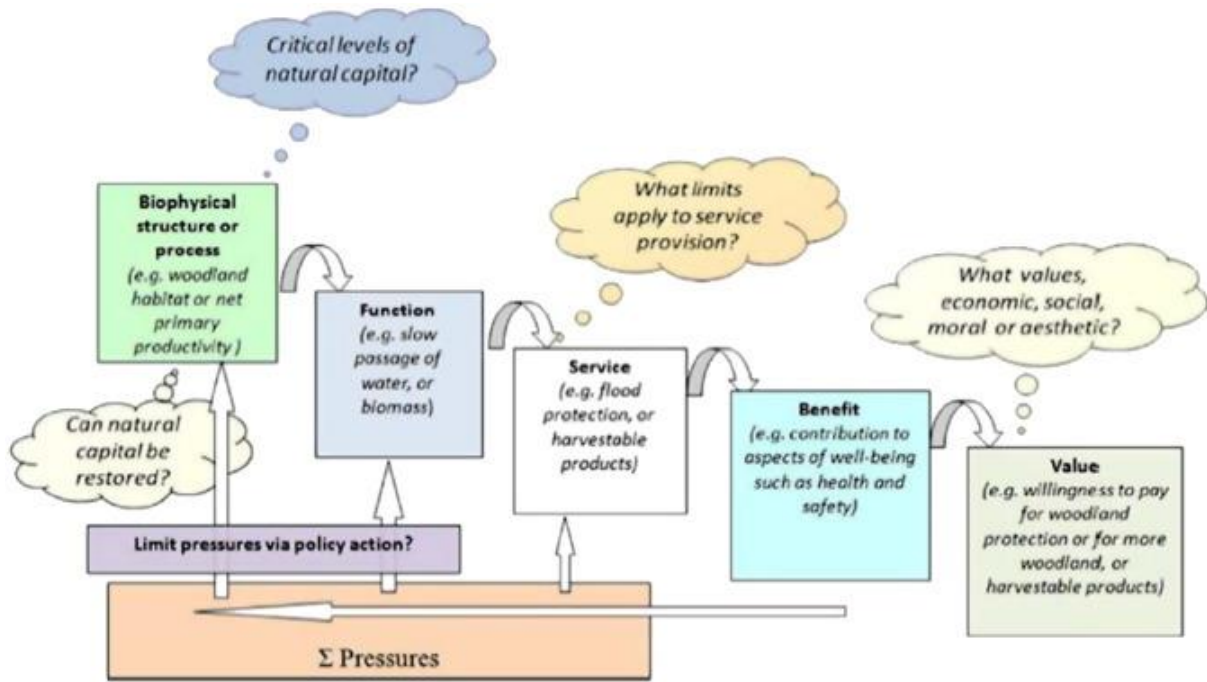 Critical levels of
natural capital?
Biophysical
structure or
process
(e.g. woodland
habitat or net
primary
productivity )
What limits
apply to service
provision?
Function
(e.g. slow
passage of
water, or
biomass)
What values,
economic, social,
moral or aesthetic?
Service
(e.g. flood
protection, or
harvestable
products)
Benefit
(e.g. contribution to
aspects of well-being
such as health and
safety)
Can natural
capital be
restored?
Value
(e.g. willingness to pay
for woodland
protection or for more
woodland, or
harvestable products)
Limit pressures via policy action?
Σ Pressures